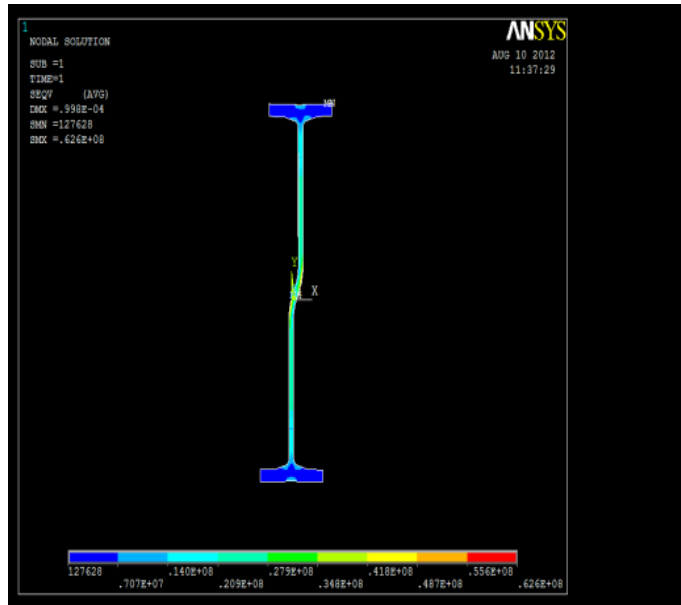 1
NODAL SOLUTION
SUB =1
TIME=1
SEQV (AVG)
DMX =.998E-04
SMN =127628
SMX =.626E+08
ANSYS
AUG 10 2012
11:37:29
MN
Y
X
127628 .140E+08 .279E+08 .418E+08 .556E+08
.707E+07 .209E+08 .348E+08 .487E+08 .626E+08